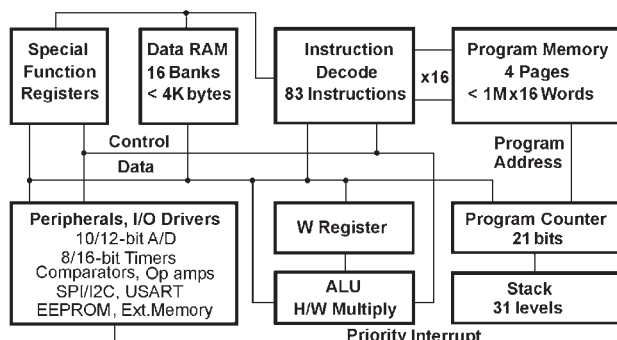 Special
Function
Registers
Data RAM
16 Banks
< 4K bytes
Instruction
Decode
83 Instructions
x16
Program Memory
4 Pages
< 1Mx16 Words
Control
Data
Program
Address
Peripherals, I/O Drivers
10/12-bit A/D
8/16-bit Timers
Comparators, Op amps
SPI/I2C, USART
EEPROM, Ext.Memory
W Register
ALU
H/W Multiply
Program Counter
21 bits
Stack
31 levels
Priority Interrupt